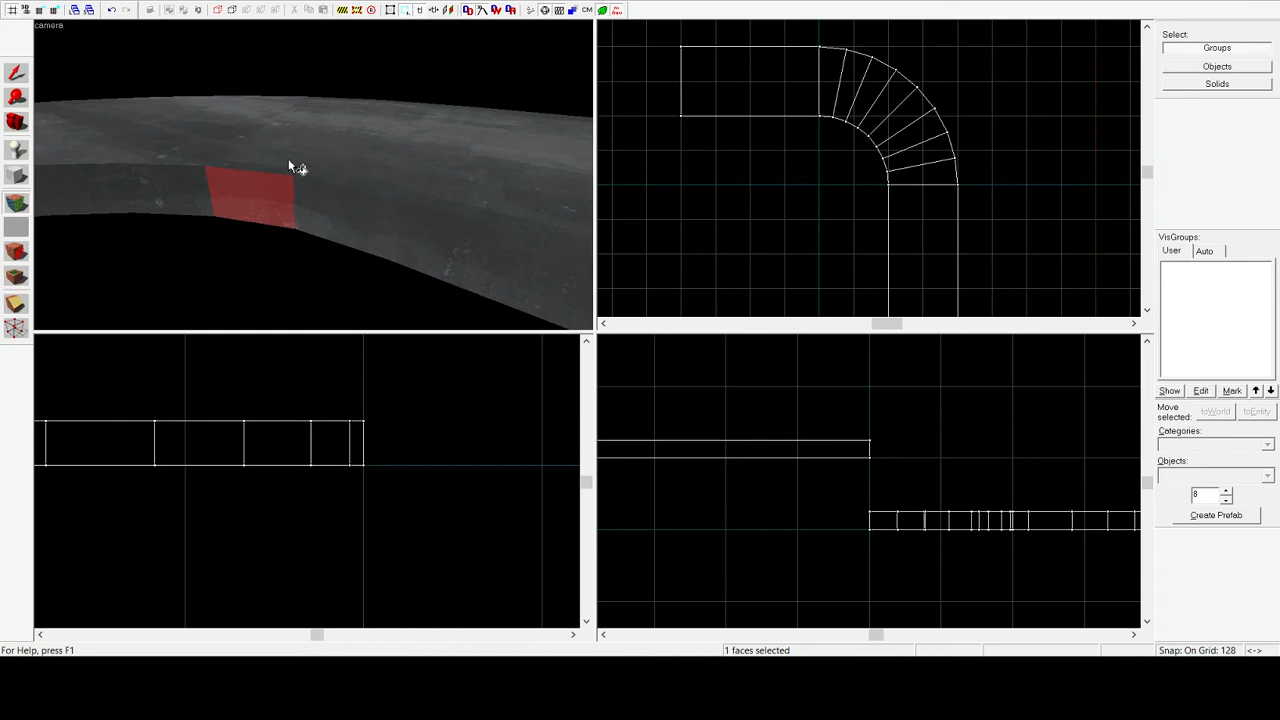 camera
Select:
Groups
Objects
Solids
VisGroups:
User Auto
Show Edit Mark
Move selected: toWorld toEntity
Categories:
Objects:
8
Create Prefab
For Help, press F1
1 faces selected
Snap: On Grid: 128 <->